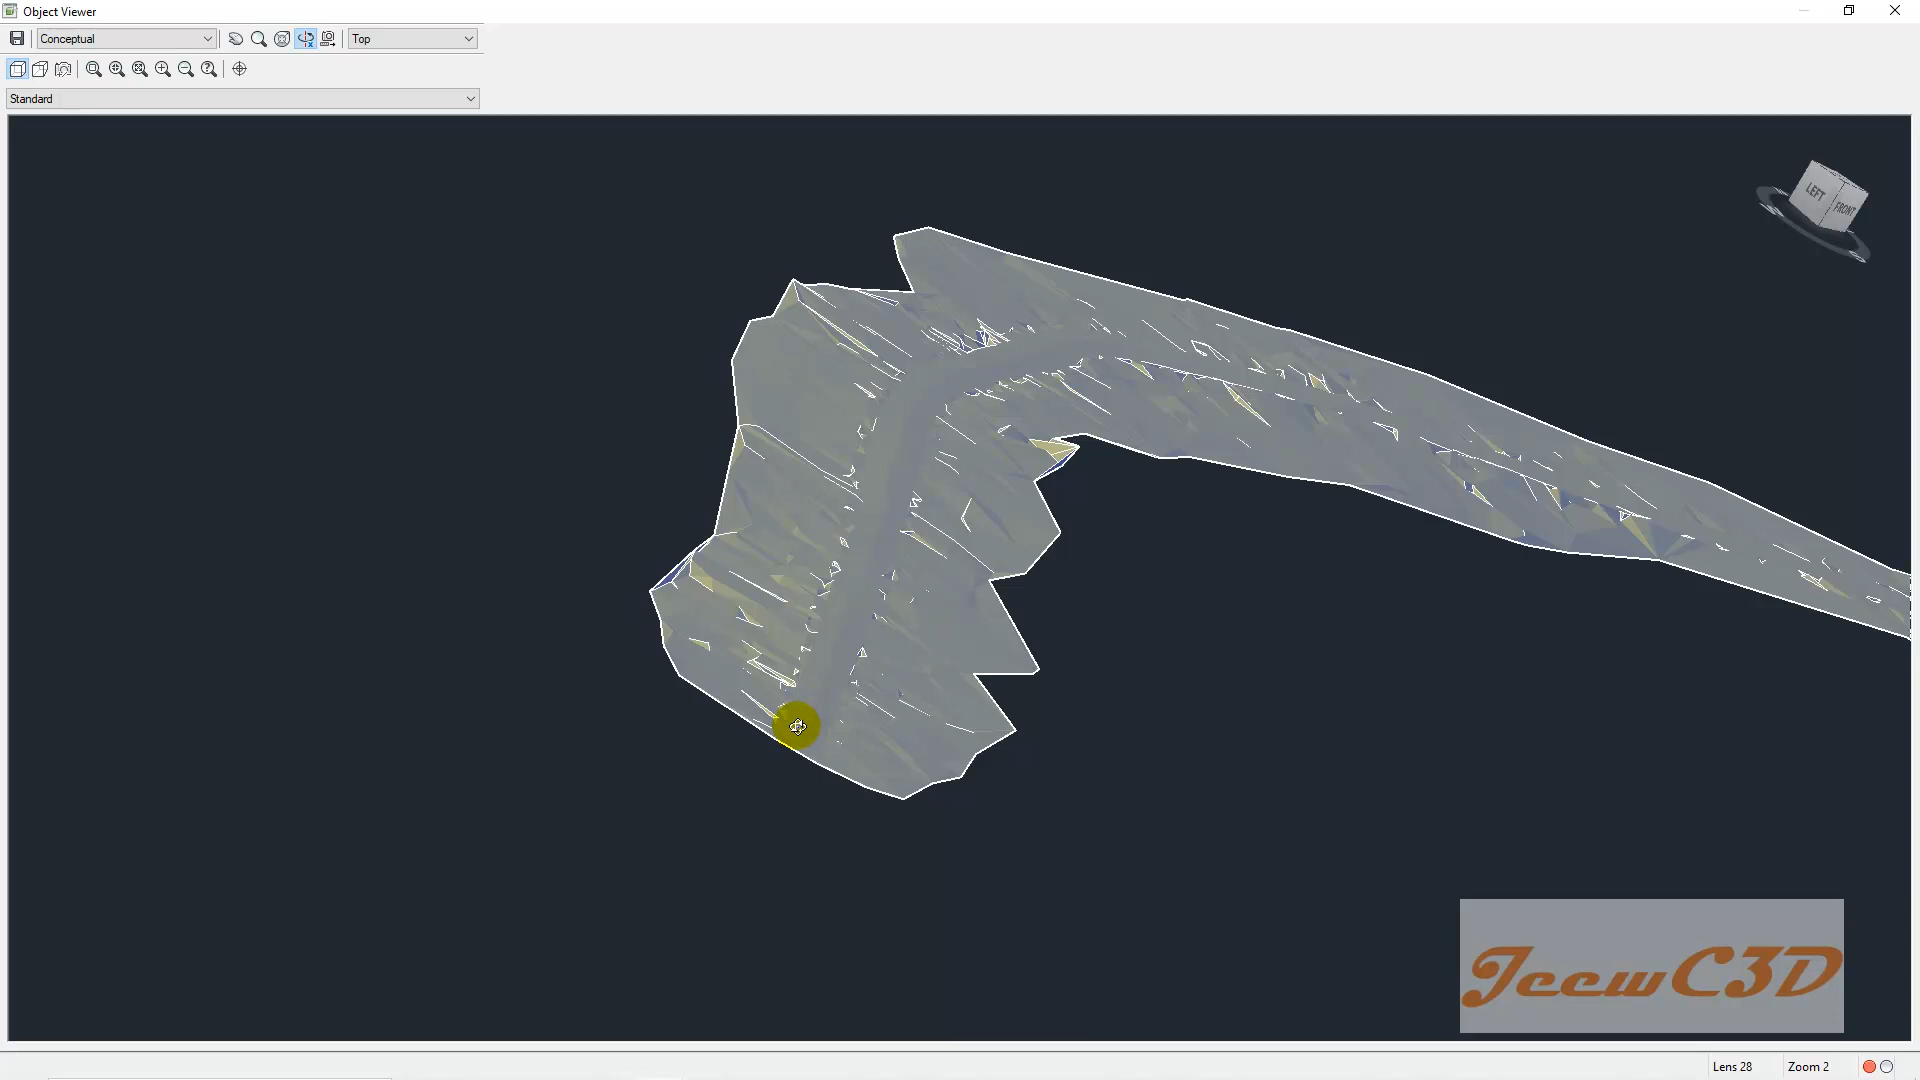 Object Viewer
Conceptual
Top
Standard
LEFT
FRONT
JeewC3D
Lens 28
Zoom 2